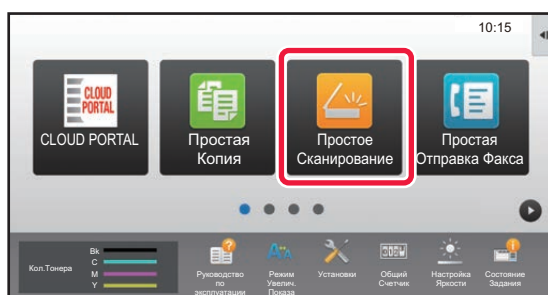 10:15
CLOUD
PORTAL
CLOUD PORTAL
Простая
Копия
Простое
Сканирование
Простая
Отправка Факса
Кол.Тонера
Bk
C
M
Y
Руководство
по
эксплуатации
Режим
Увелич.
Показа
Установки
Общий
Счетчик
Настройка
Яркости
Состояние
Задания